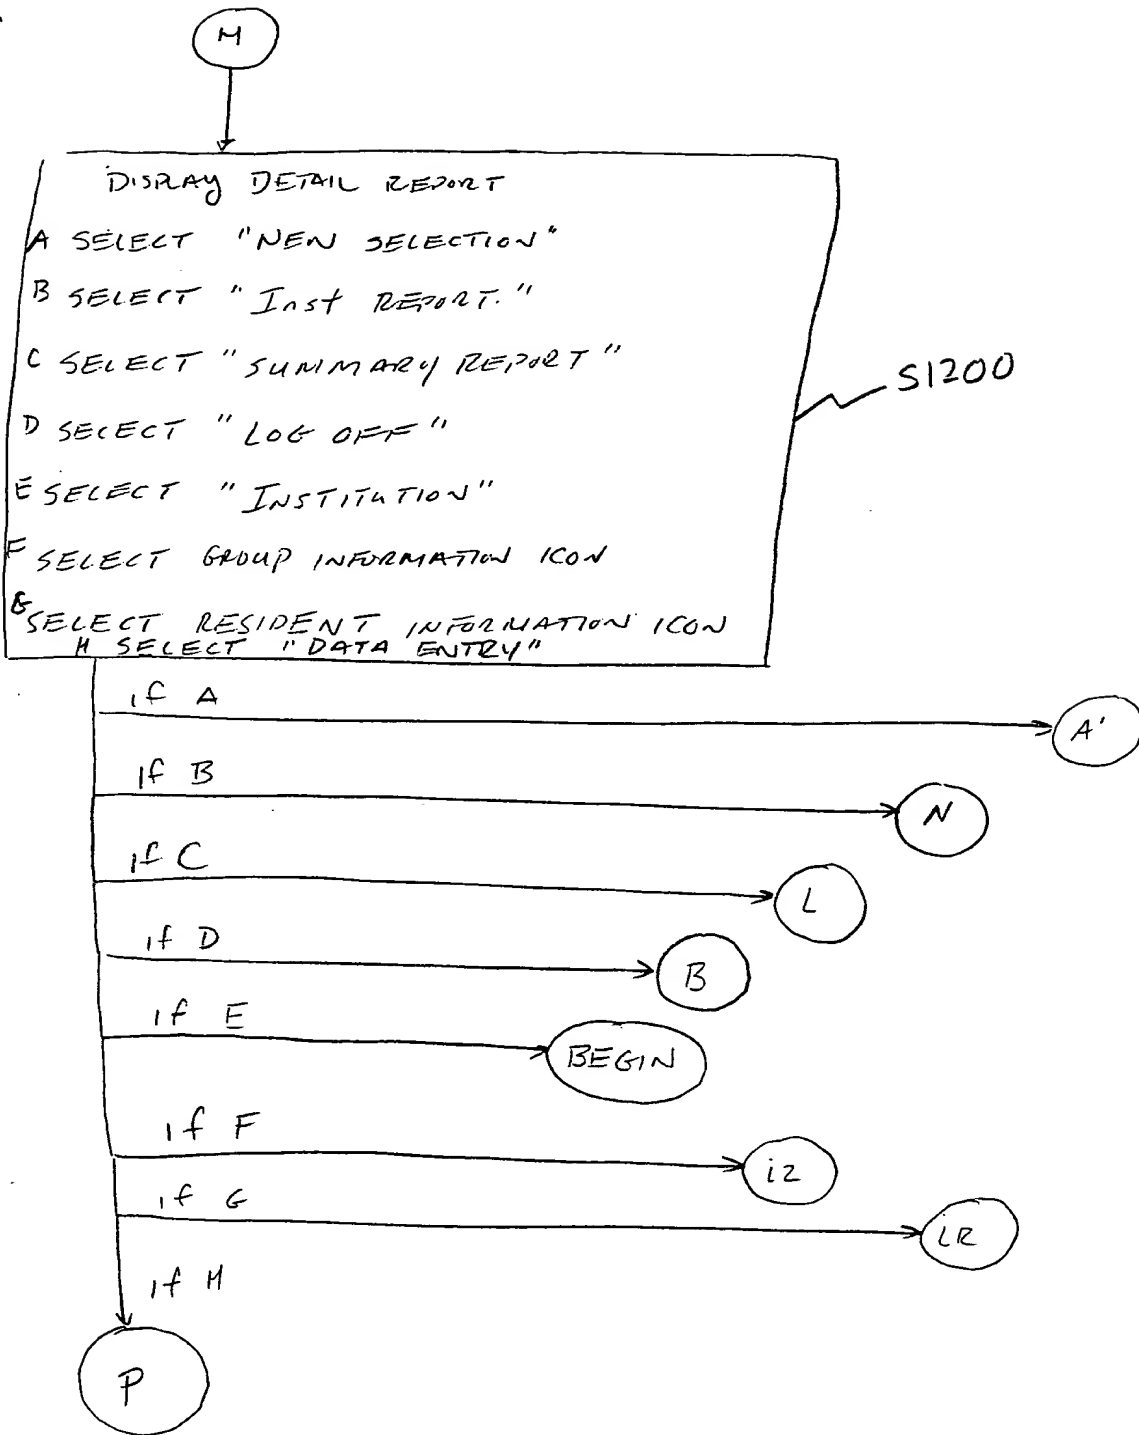 M
DISPLAY DETAIL REPORT
A SELECT "NEW SELECTION"
B SELECT "Inst REPORT."
C SELECT "SUMMARY REPORT"
D SELECT "LOG OFF"
E SELECT "INSTITUTION"
F SELECT GROUP INFORMATION ICON
G SELECT RESIDENT INFORMATION ICON
H SELECT "DATA ENTRY"
S1200
if A
A'
if B
N
if C
L
if D
B
if E
BEGIN
if F
i2
if G
if H
P